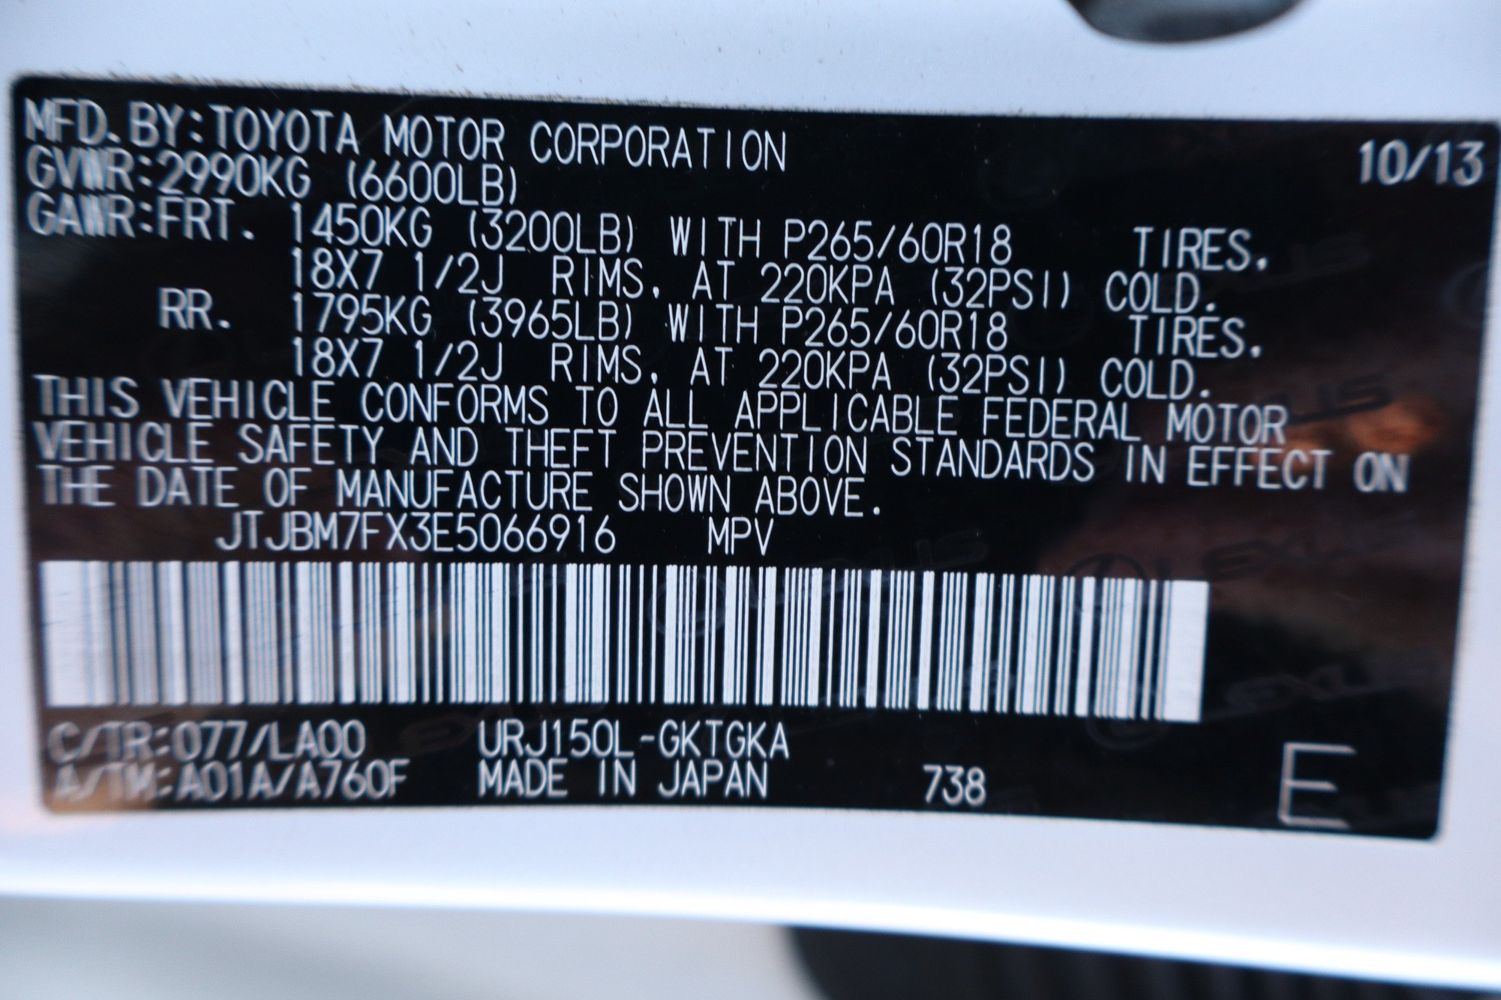 MFD. BY:TOYOTA MOTOR CORPORATION 10/13
GVWR:2990KG (6600LB)
GAWR:FRT. 1450KG (3200LB) WITH P265/60R18 TIRES,
18X7 1/2J RIMS, AT 220KPA (32PSI) COLD.
RR. 1795KG (3965LB) WITH P265/60R18 TIRES,
18X7 1/2J RIMS, AT 220KPA (32PSI) COLD.
THIS VEHICLE CONFORMS TO ALL APPLICABLE FEDERAL MOTOR
VEHICLE SAFETY AND THEFT PREVENTION STANDARDS IN EFFECT ON
THE DATE OF MANUFACTURE SHOWN ABOVE.
JTJBM7FX3E5066916 MPV
C/TR:077/LA00 URJ150L-GKTGKA
A/TM:A01A/A760F MADE IN JAPAN 738 E